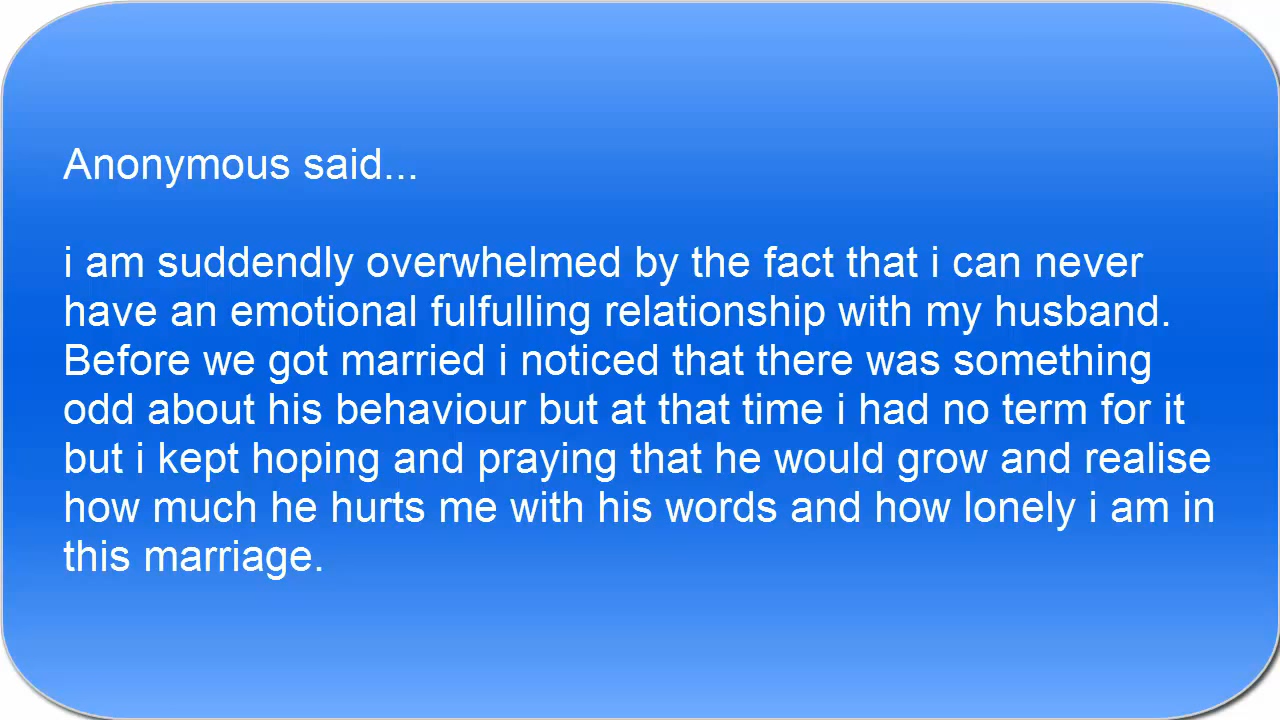 Anonymous said...
i am suddendly overwhelmed by the fact that i can never
have an emotional fulfulling relationship with my husband.
Before we got married i noticed that there was something
odd about his behaviour but at that time i had no term for it
but i kept hoping and praying that he would grow and realise
how much he hurts me with his words and how lonely i am in
this marriage.